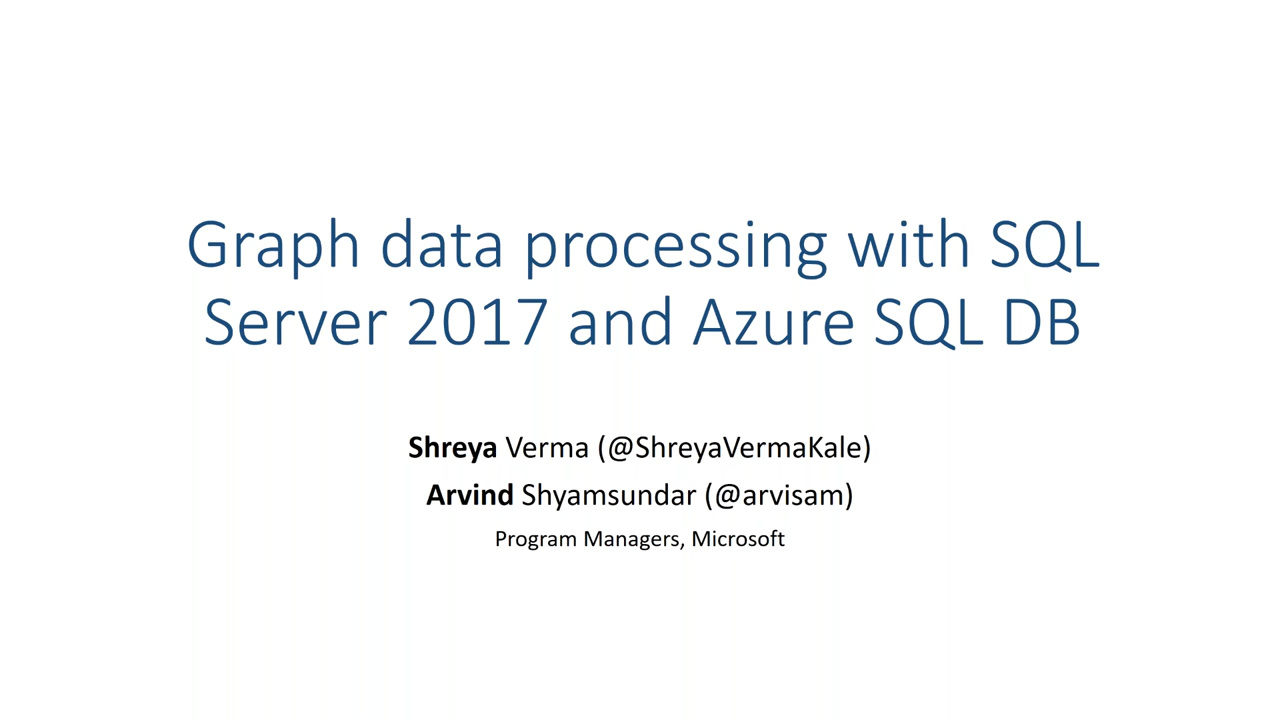 Graph data processing with SQL
Server 2017 and Azure SQL DB
Shreya Verma (@ShreyaVermaKale)
Arvind Shyamsundar (@arvisam)
Program Managers, Microsoft